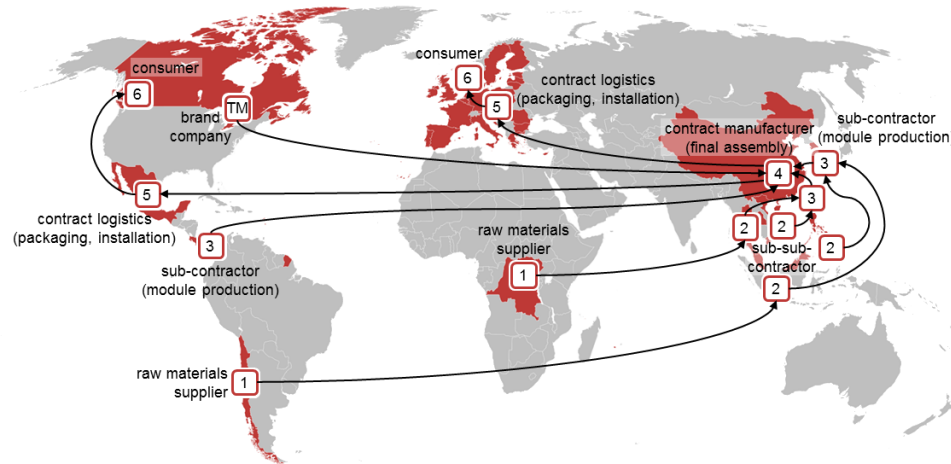 consumer
6
TM
brand
company
consumer
6
5
contract logistics
(packaging, installation)
contract manufacturer
(final assembly)
4
sub-contractor
(module production
3
3
5
contract logistics
(packaging, installation)
3
sub-contractor
(module production)
raw materials
supplier
1
2
2
2
sub-sub-
contractor
2
raw materials
supplier
1